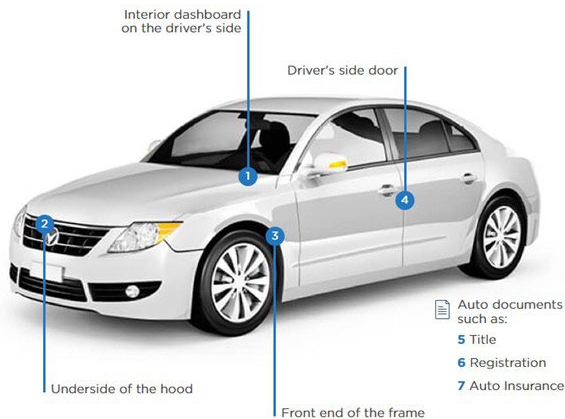 Interior dashboard
on the driver's side
Driver's side door
1
4
2
3
Auto documents
such as:
5 Title
6 Registration
7 Auto Insurance
Underside of the hood
Front end of the frame